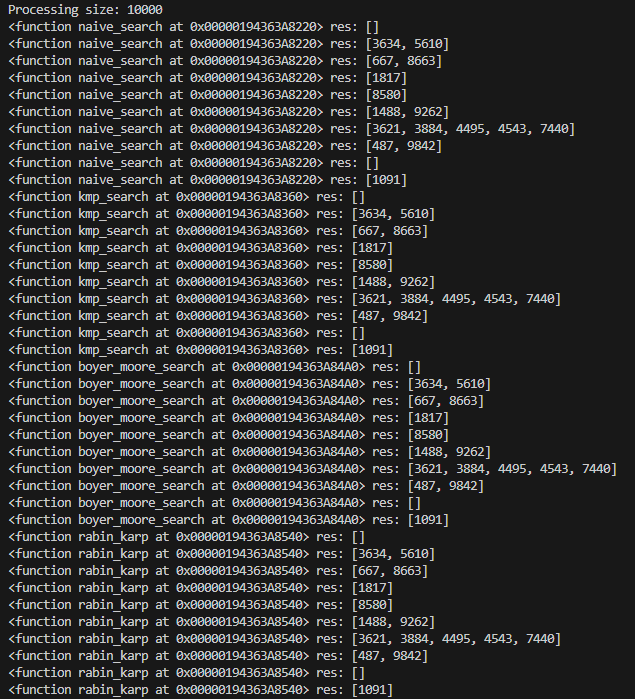 Processing size: 10000
<function naive_search at 0x00000194363A8220> res: []
<function naive_search at 0x00000194363A8220> res: [3634, 5610]
<function naive_search at 0x00000194363A8220> res: [667, 8663]
<function naive_search at 0x00000194363A8220> res: [1817]
<function naive_search at 0x00000194363A8220> res: [8580]
<function naive_search at 0x00000194363A8220> res: [1488, 9262]
<function naive_search at 0x00000194363A8220> res: [3621, 3884, 4495, 4543, 7440]
<function naive_search at 0x00000194363A8220> res: [487, 9842]
<function naive_search at 0x00000194363A8220> res: []
<function naive_search at 0x00000194363A8220> res: [1091]
<function kmp_search at 0x00000194363A8360> res: []
<function kmp_search at 0x00000194363A8360> res: [3634, 5610]
<function kmp_search at 0x00000194363A8360> res: [667, 8663]
<function kmp_search at 0x00000194363A8360> res: [1817]
<function kmp_search at 0x00000194363A8360> res: [8580]
<function kmp_search at 0x00000194363A8360> res: [1488, 9262]
<function kmp_search at 0x00000194363A8360> res: [3621, 3884, 4495, 4543, 7440]
<function kmp_search at 0x00000194363A8360> res: [487, 9842]
<function kmp_search at 0x00000194363A8360> res: []
<function kmp_search at 0x00000194363A8360> res: [1091]
<function boyer_moore_search at 0x00000194363A84A0> res: []
<function boyer_moore_search at 0x00000194363A84A0> res: [3634, 5610]
<function boyer_moore_search at 0x00000194363A84A0> res: [667, 8663]
<function boyer_moore_search at 0x00000194363A84A0> res: [1817]
<function boyer_moore_search at 0x00000194363A84A0> res: [8580]
<function boyer_moore_search at 0x00000194363A84A0> res: [1488, 9262]
<function boyer_moore_search at 0x00000194363A84A0> res: [3621, 3884, 4495, 4543, 7440]
<function boyer_moore_search at 0x00000194363A84A0> res: [487, 9842]
<function boyer_moore_search at 0x00000194363A84A0> res: []
<function boyer_moore_search at 0x00000194363A84A0> res: [1091]
<function rabin_karp at 0x00000194363A8540> res: []
<function rabin_karp at 0x00000194363A8540> res: [3634, 5610]
<function rabin_karp at 0x00000194363A8540> res: [667, 8663]
<function rabin_karp at 0x00000194363A8540> res: [1817]
<function rabin_karp at 0x00000194363A8540> res: [8580]
<function rabin_karp at 0x00000194363A8540> res: [1488, 9262]
<function rabin_karp at 0x00000194363A8540> res: [3621, 3884, 4495, 4543, 7440]
<function rabin_karp at 0x00000194363A8540> res: [487, 9842]
<function rabin_karp at 0x00000194363A8540> res: []
<function rabin_karp at 0x00000194363A8540> res: [1091]